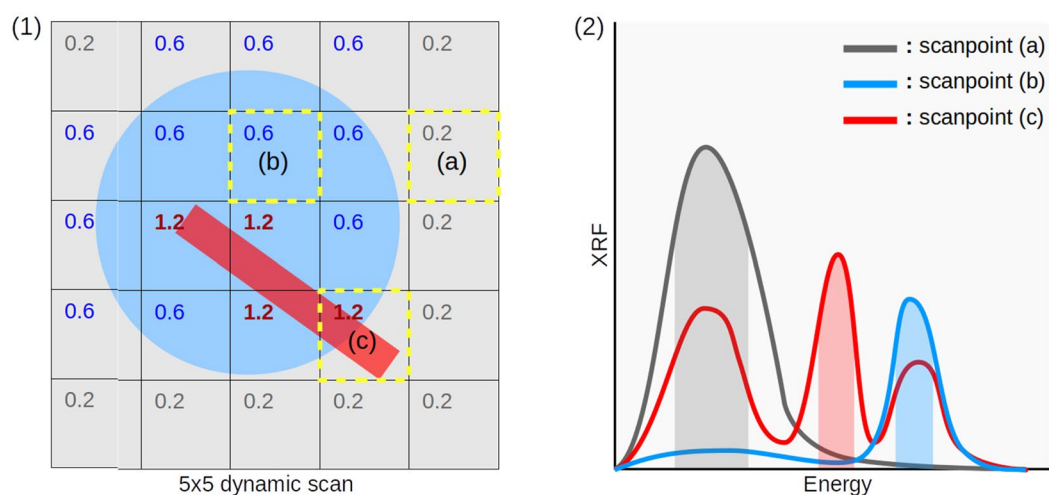 (1)
0.2 0.6 0.6 0.6 0.2
0.6 0.6 0.6 0.6 0.2
(b) (a)
0.6 1.2 1.2 0.6 0.2
0.6 0.6 1.2 1.2 0.2
(c)
0.2 0.2 0.2 0.2 0.2
5x5 dynamic scan
(2)
: scanpoint (a)
: scanpoint (b)
: scanpoint (c)
XRF
Energy